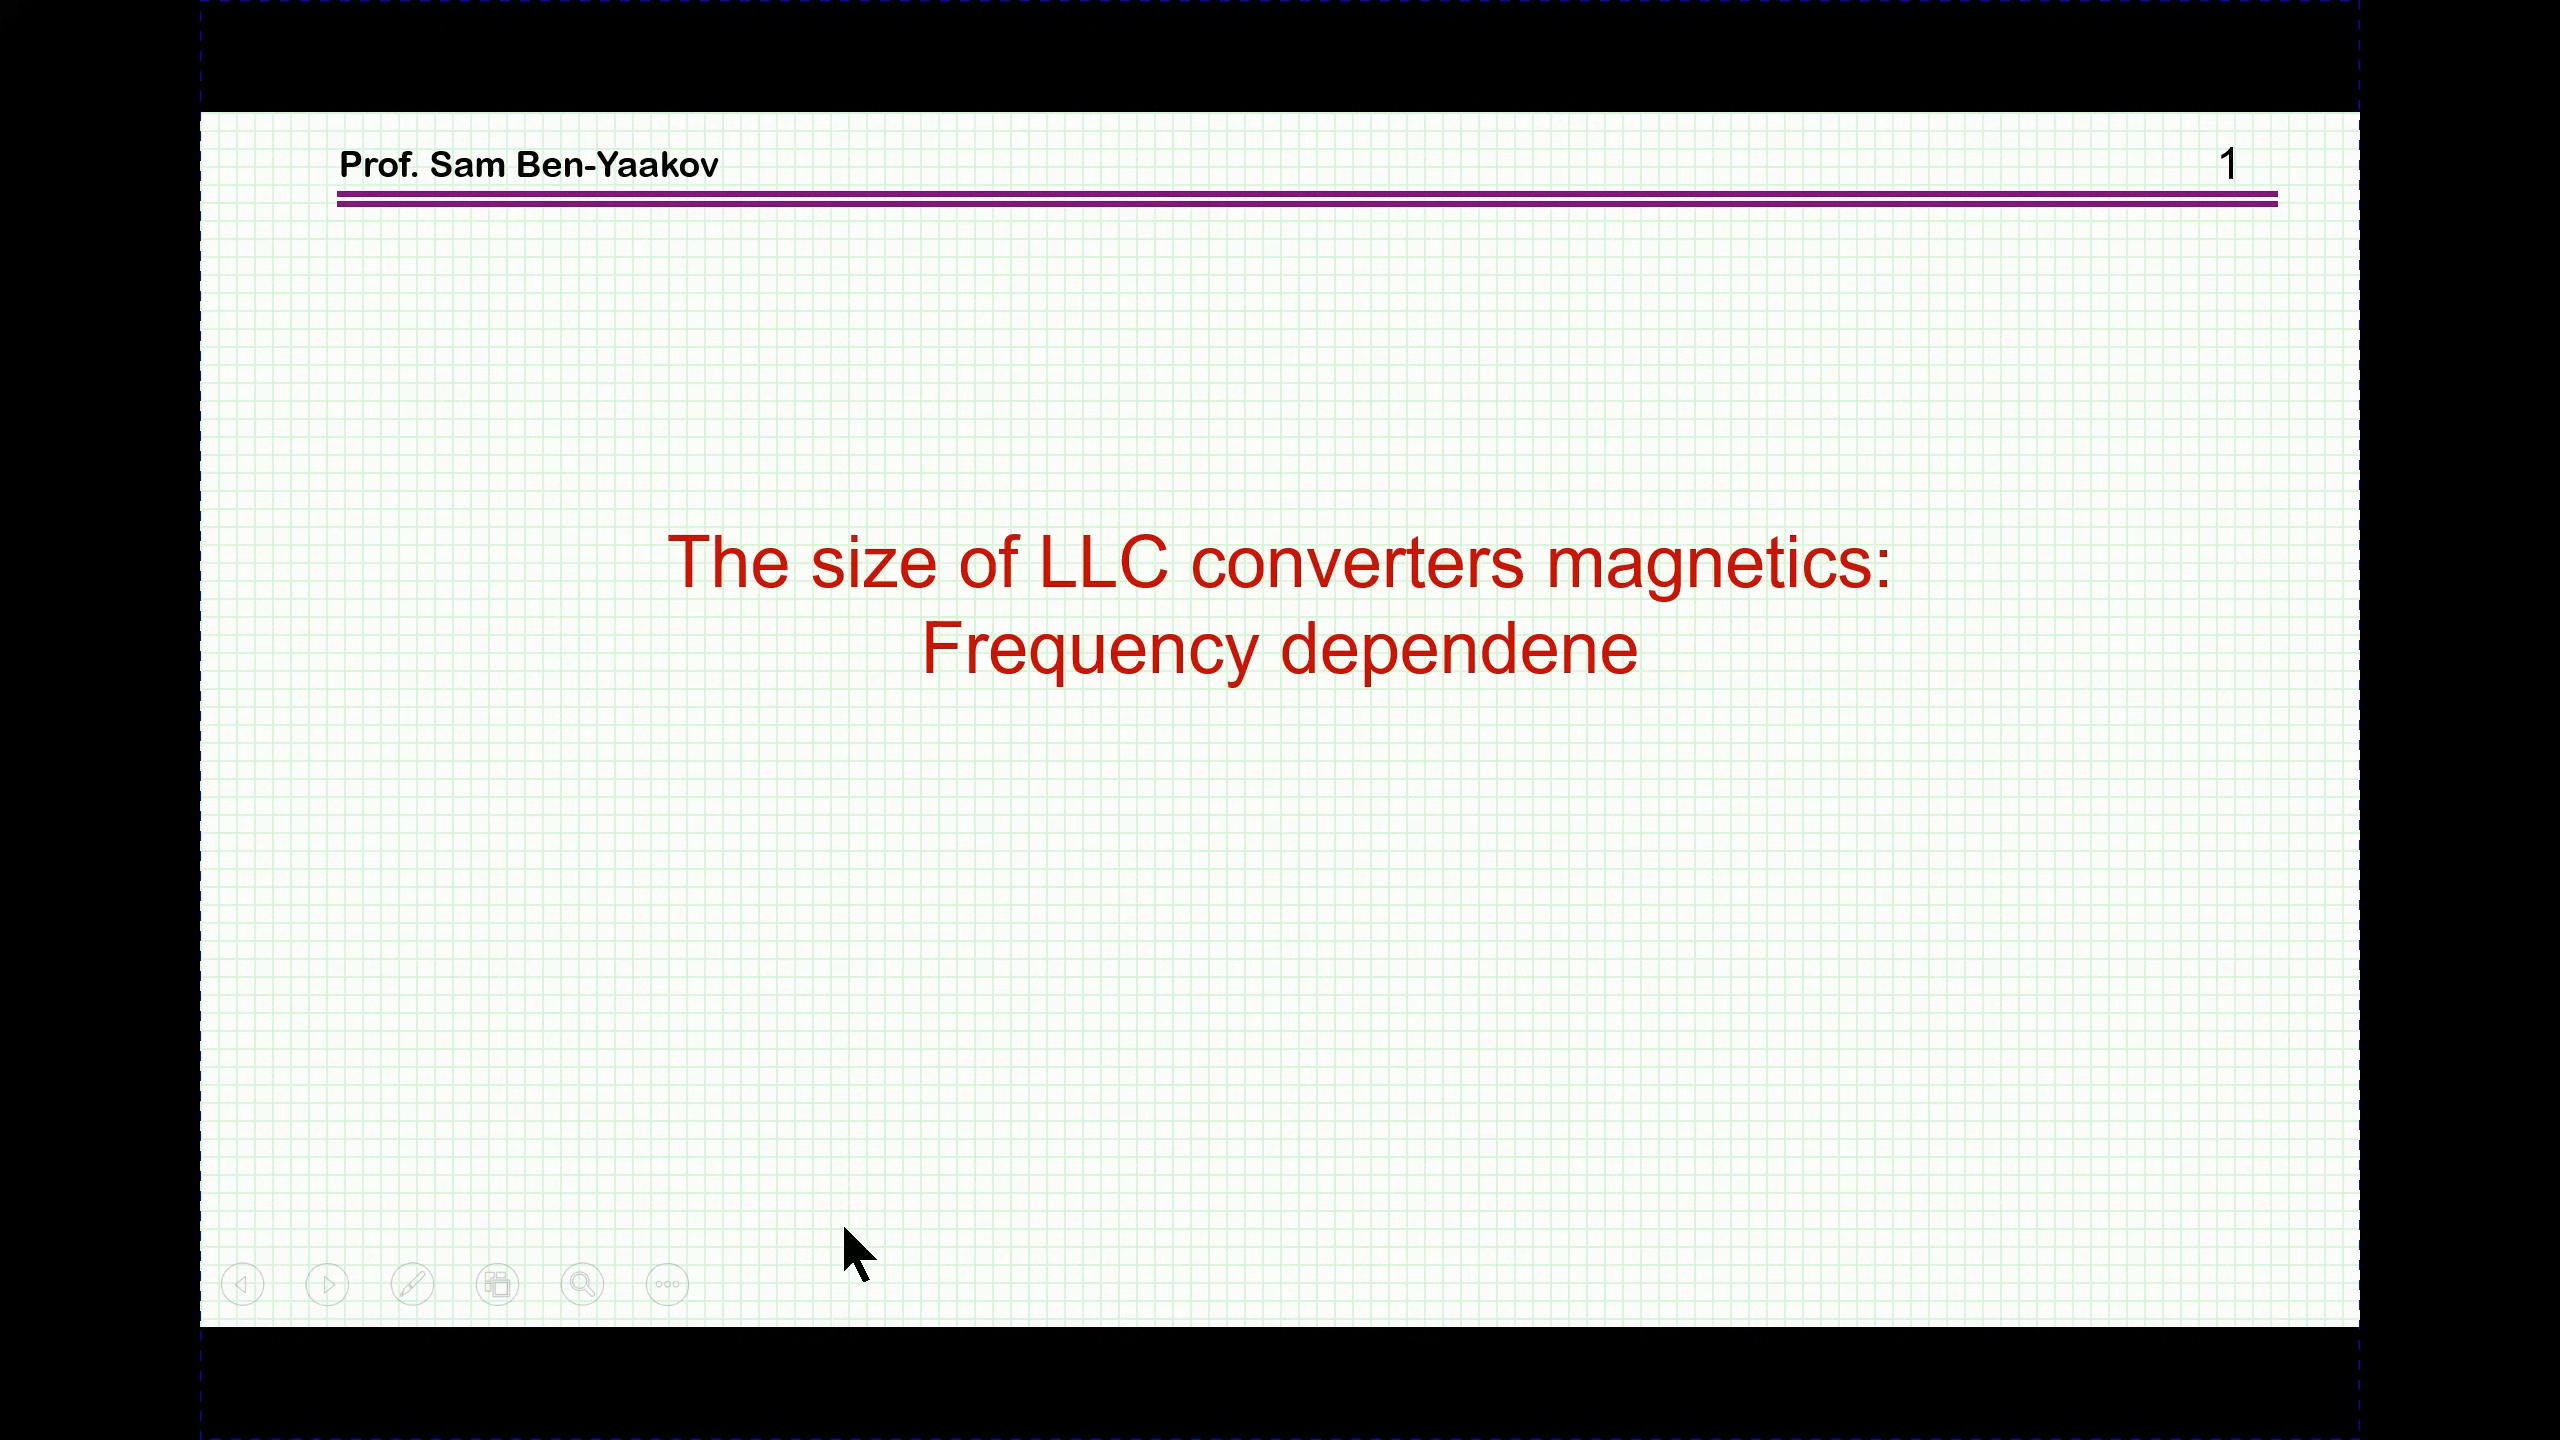 Prof. Sam Ben-Yaakov
1
The size of LLC converters magnetics:
Frequency dependene